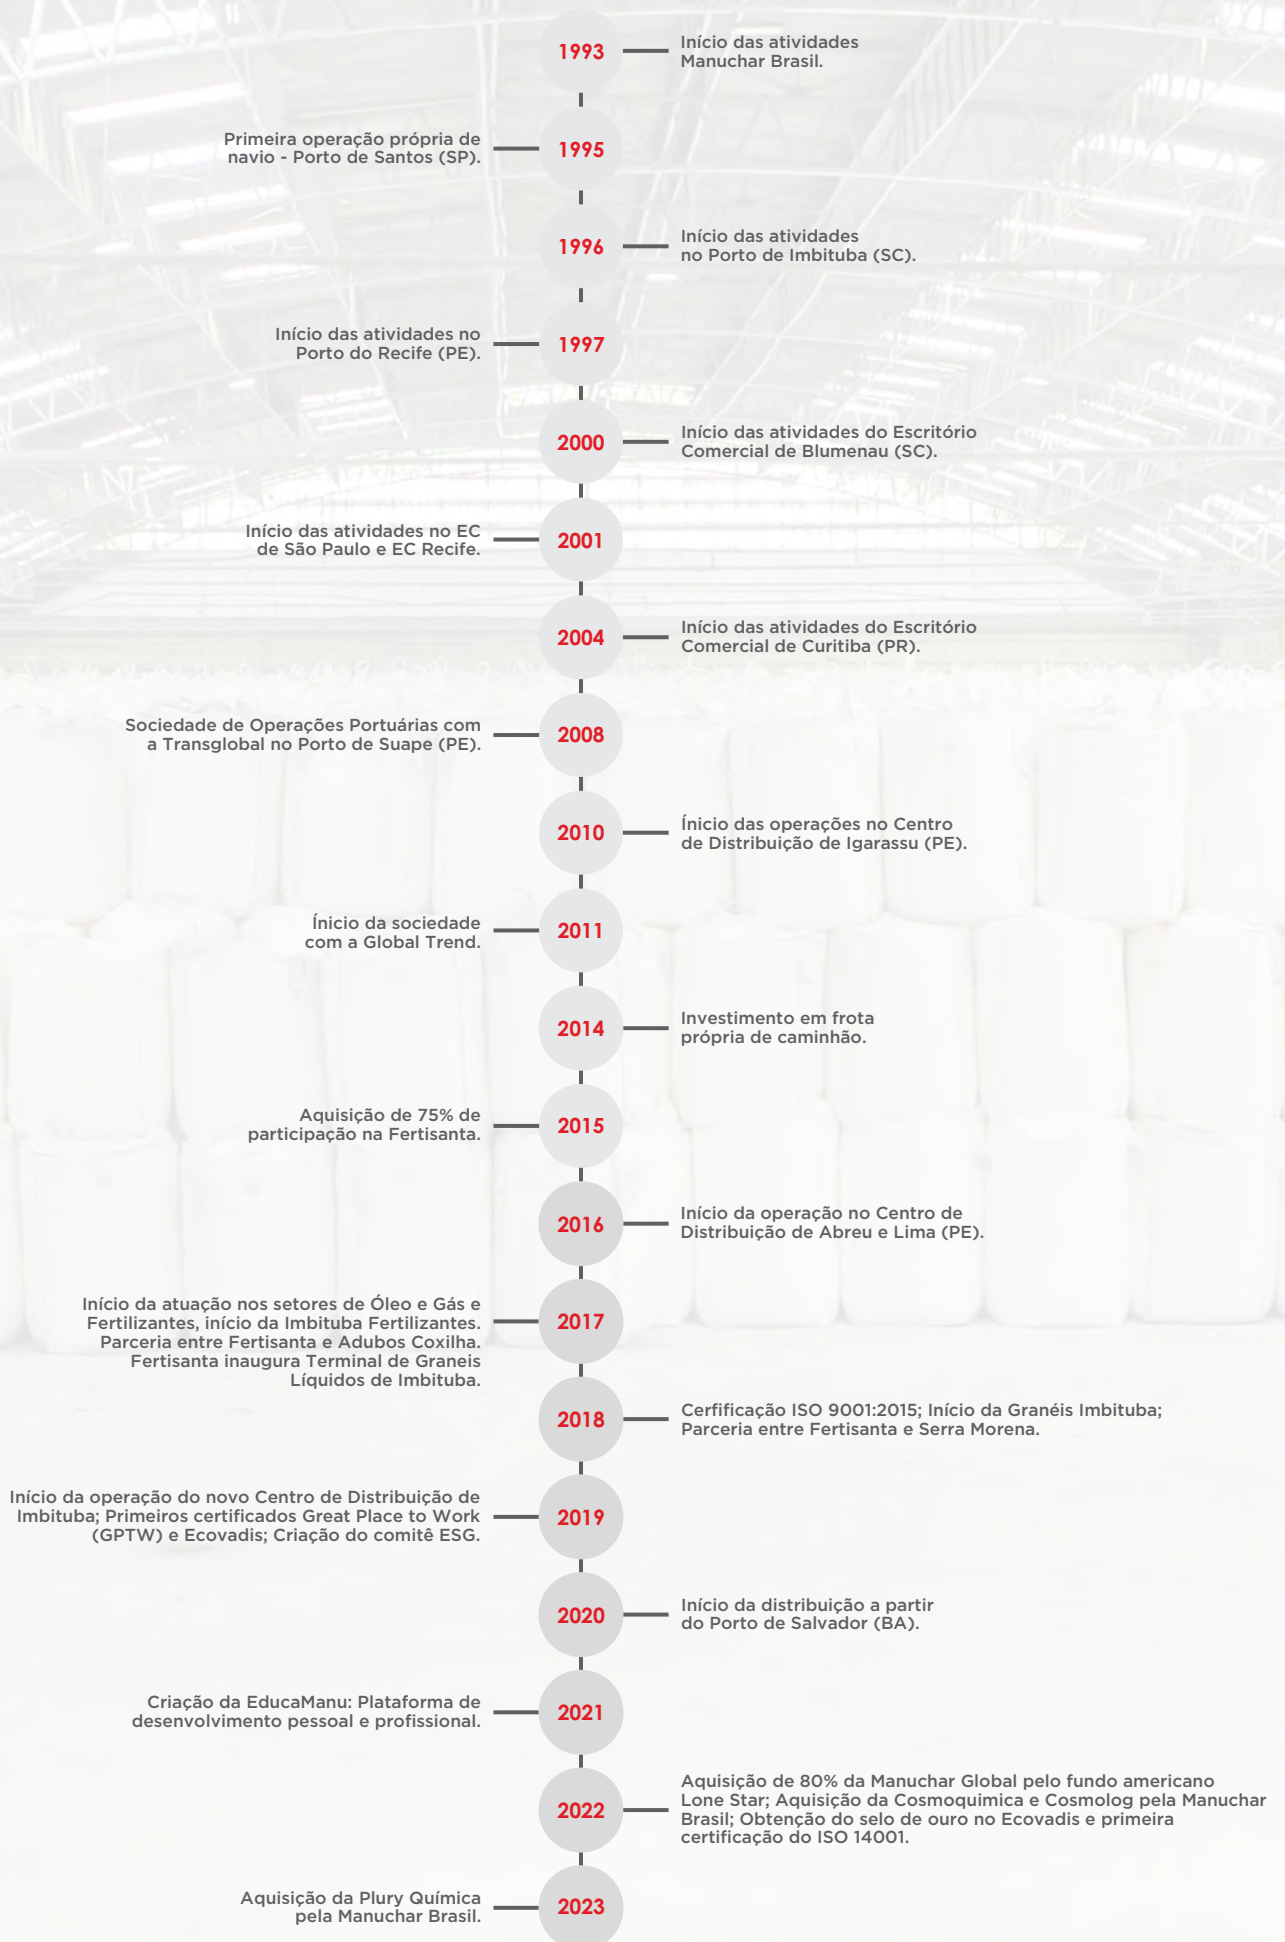 1993
Início das atividades
Manuchar Brasil.
Primeira operação própria de
navio - Porto de Santos (SP).
1995
1996
Início das atividades
no Porto de Imbituba (SC).
Início das atividades no
Porto do Recife (PE).
1997
2000
Início das atividades do Escritório
Comercial de Blumenau (SC).
Início das atividades no EC
de São Paulo e EC Recife.
2001
2004
Início das atividades do Escritório
Comercial de Curitiba (PR).
Sociedade de Operações Portuárias com
a Transglobal no Porto de Suape (PE).
2008
2010
Ínicio das operações no Centro
de Distribuição de Igarassu (PE).
Ínicio da sociedade
com a Global Trend.
2011
2014
Investimento em frota
própria de caminhão.
Aquisição de 75% de
participação na Fertisanta.
2015
2016
Início da operação no Centro de
Distribuição de Abreu e Lima (PE).
Início da atuação nos setores de Óleo e Gás e
Fertilizantes, início da Imbituba Fertilizantes.
Parceria entre Fertisanta e Adubos Coxilha.
Fertisanta inaugura Terminal de Graneis
Líquidos de Imbituba.
2017
2018
Cerfificação ISO 9001:2015; Início da Granéis Imbituba;
Parceria entre Fertisanta e Serra Morena.
Início da operação do novo Centro de Distribuição de
Imbituba; Primeiros certificados Great Place to Work
(GPTW) e Ecovadis; Criação do comitê ESG.
2019
2020
Início da distribuição a partir
do Porto de Salvador (BA).
Criação da EducaManu: Plataforma de
desenvolvimento pessoal e profissional.
2021
2022
Aquisição de 80% da Manuchar Global pelo fundo americano
Lone Star; Aquisição da Cosmoquimica e Cosmolog pela Manuchar
Brasil; Obtenção do selo de ouro no Ecovadis e primeira
certificação do ISO 14001.
Aquisição da Plury Química
pela Manuchar Brasil.
2023